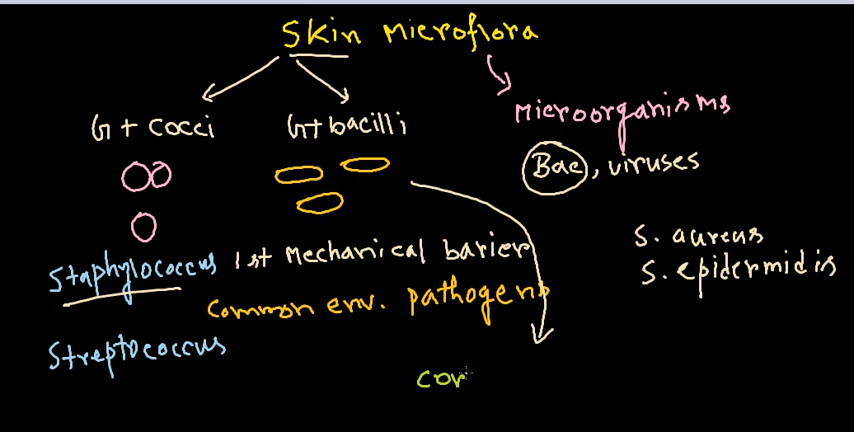 Skin Microflora
G+ cocci
G+ bacilli
Microorganisms
Bac, viruses
Staphylococcus
1st Mechanical barier
S. aureus
S. epidermidis
Common env. pathogens
Streptococcus
cor